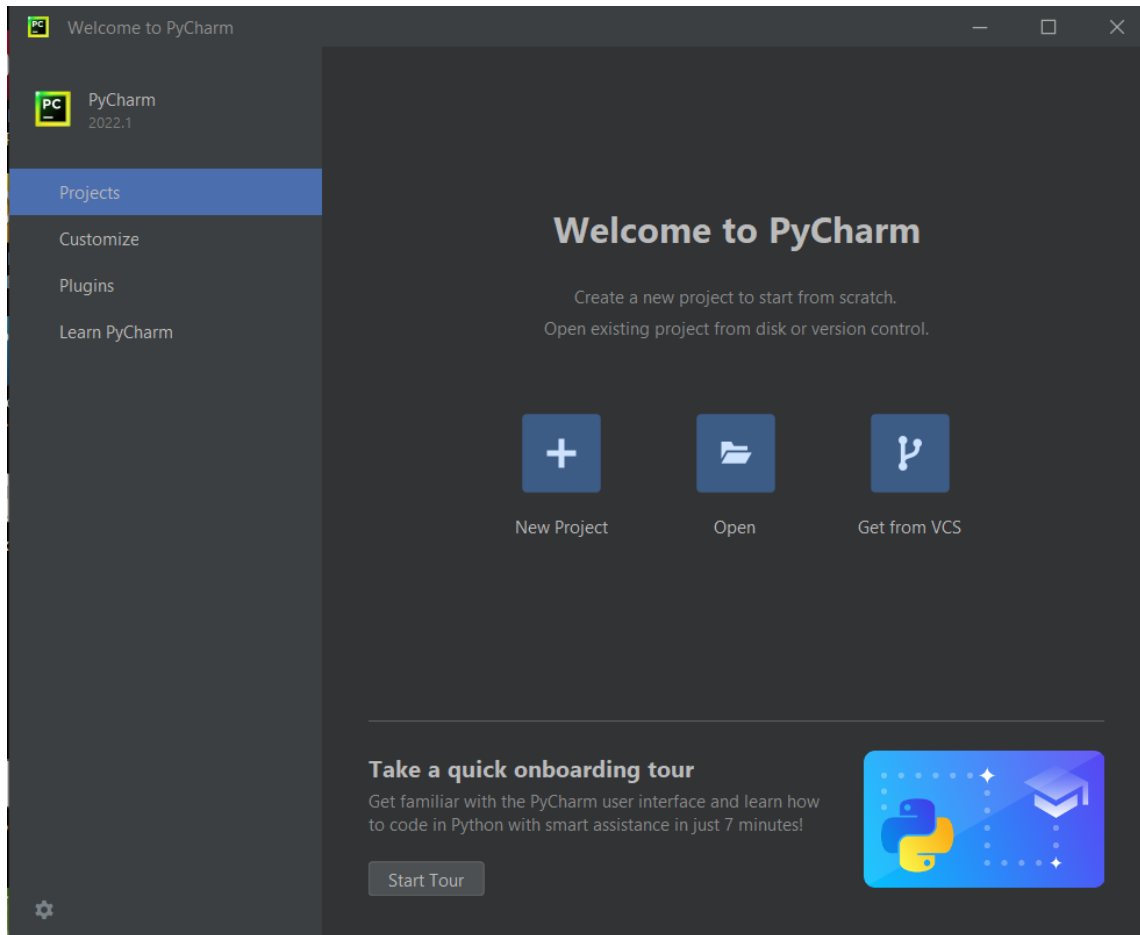 Welcome to PyCharm
PC
PyCharm
2022.1
Projects
Customize
Plugins
Learn PyCharm
Welcome to PyCharm
Create a new project to start from scratch.
Open existing project from disk or version control.
New Project
Open
Get from VCS
Take a quick onboarding tour
Get familiar with the PyCharm user interface and learn how
to code in Python with smart assistance in just 7 minutes!
Start Tour